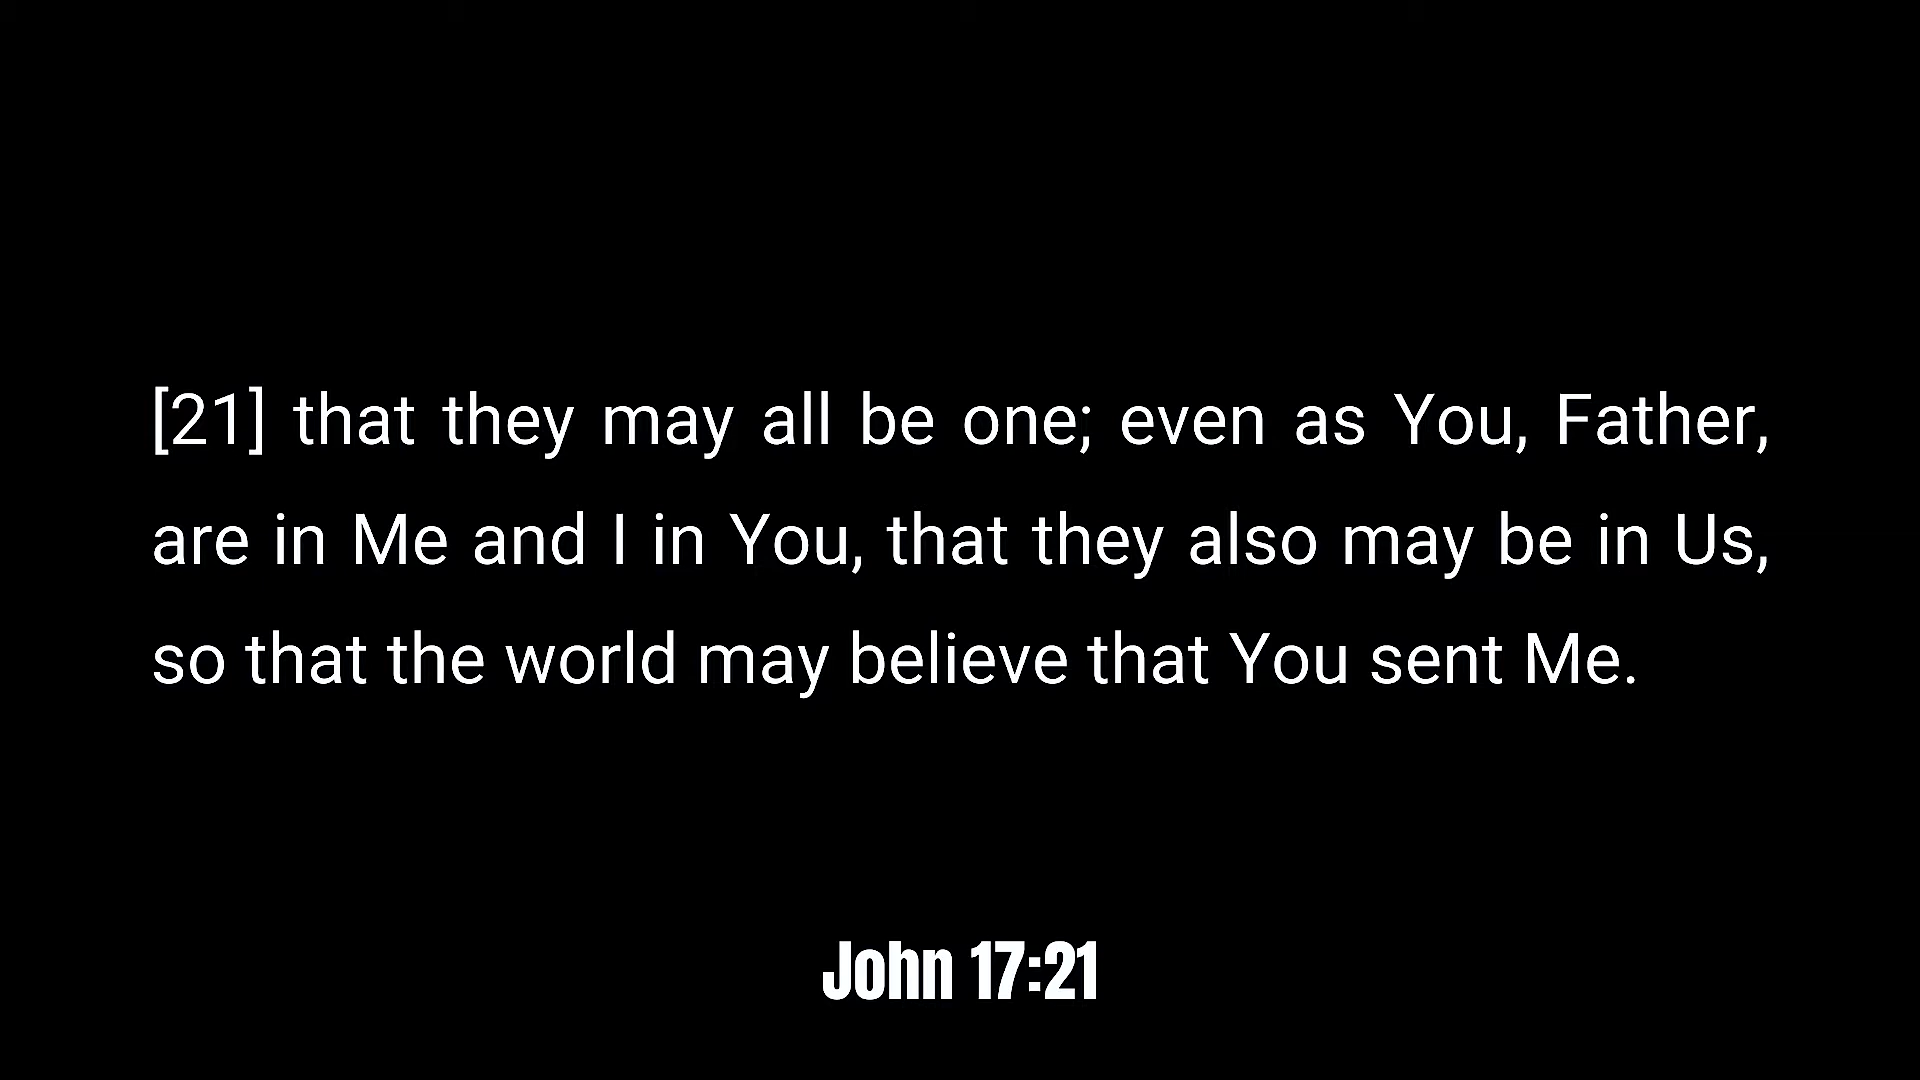 [21] that they may all be one; even as You, Father,
are in Me and I in You, that they also may be in Us,
so that the world may believe that You sent Me.
John 17:21